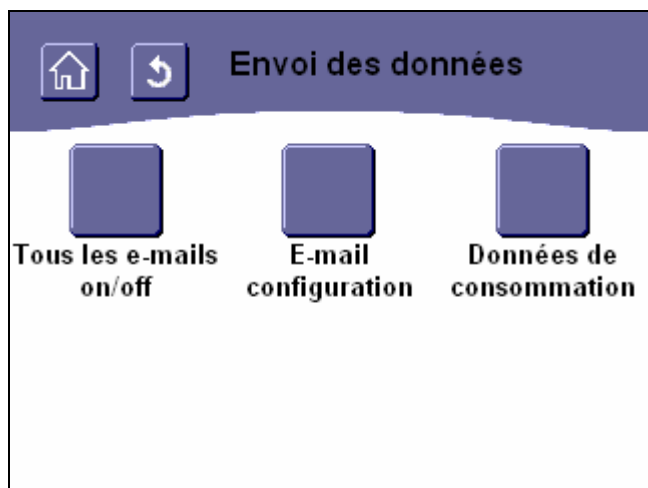 Envoi des données
Tous les e-mails
on/off
E-mail
configuration
Données de
consommation